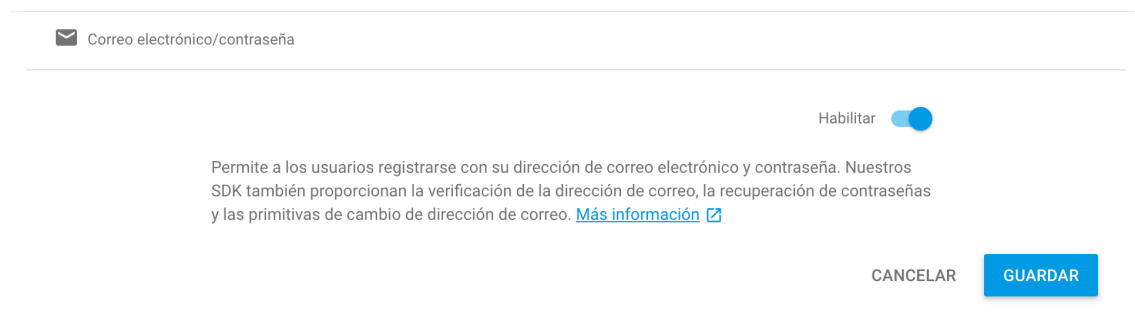 Correo electrónico/contraseña
Habilitar
Permite a los usuarios registrarse con su dirección de correo electrónico y contraseña. Nuestros
SDK también proporcionan la verificación de la dirección de correo, la recuperación de contraseñas
y las primitivas de cambio de dirección de correo. Más información
CANCELAR GUARDAR